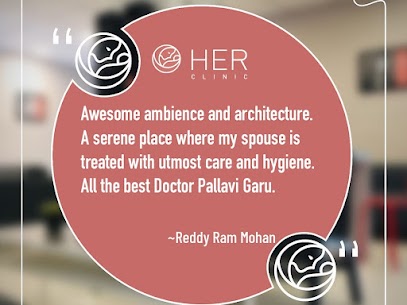 “
HER
CLINIC
Awesome ambience and architecture.
A serene place where my spouse is
treated with utmost care and hygiene.
All the best Doctor Pallavi Garu.
~Reddy Ram Mohan
”